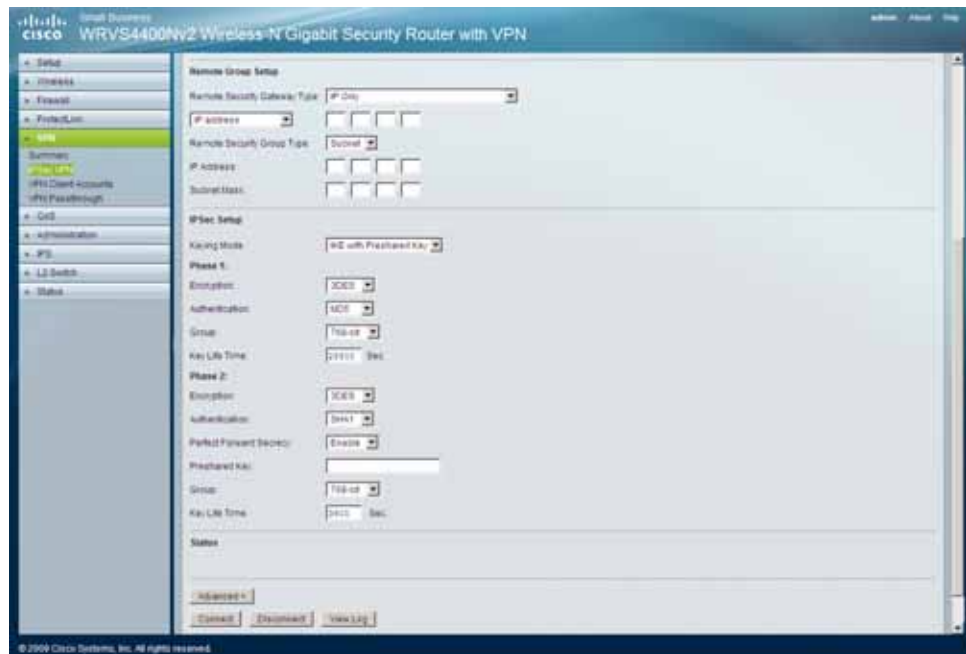 Small Business
cisco WRVS4400Nv2 Wireless-N Gigabit Security Router with VPN
admin About Help
Setup
Wireless
Firewall
ProtectLink
VPN
Summary
IPSec VPN
VPN Client Accounts
VPN Passthrough
QoS
Administration
IPS
L2 Switch
Status
Remote Group Setup
Remote Security Gateway Type: IP Only
IP address
Remote Security Group Type: Subnet
IP Address:
Subnet Mask:
IPSec Setup
Keying Mode: IKE with Preshared Key
Phase 1:
Encryption: 3DES
Authentication: MD5
Group: 768-bit
Key Life Time: Sec.
Phase 2:
Encryption: 3DES
Authentication: SHA1
Perfect Forward Secrecy: Enable
Preshared Key:
Group: 768-bit
Key Life Time: Sec.
Status
Advanced +
Connect Disconnect View Log
© 2009 Cisco Systems, Inc. All rights reserved.